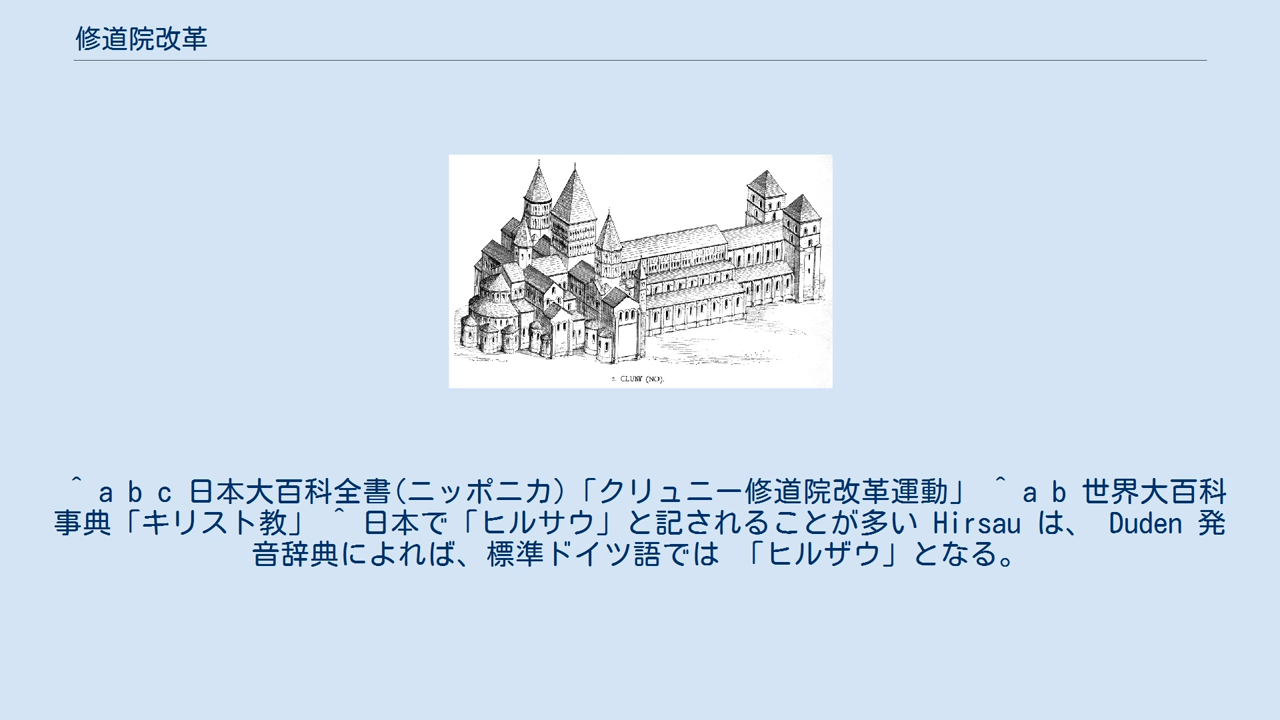 修道院改革
2. CLUNY (NO).
^ a b c 日本大百科全書(ニッポニカ)「クリュニー修道院改革運動」 ^ a b 世界大百科
事典「キリスト教」 ^ 日本で「ヒルサウ」と記されることが多い Hirsau は、 Duden 発
音辞典によれば、標準ドイツ語では 「ヒルザウ」となる。